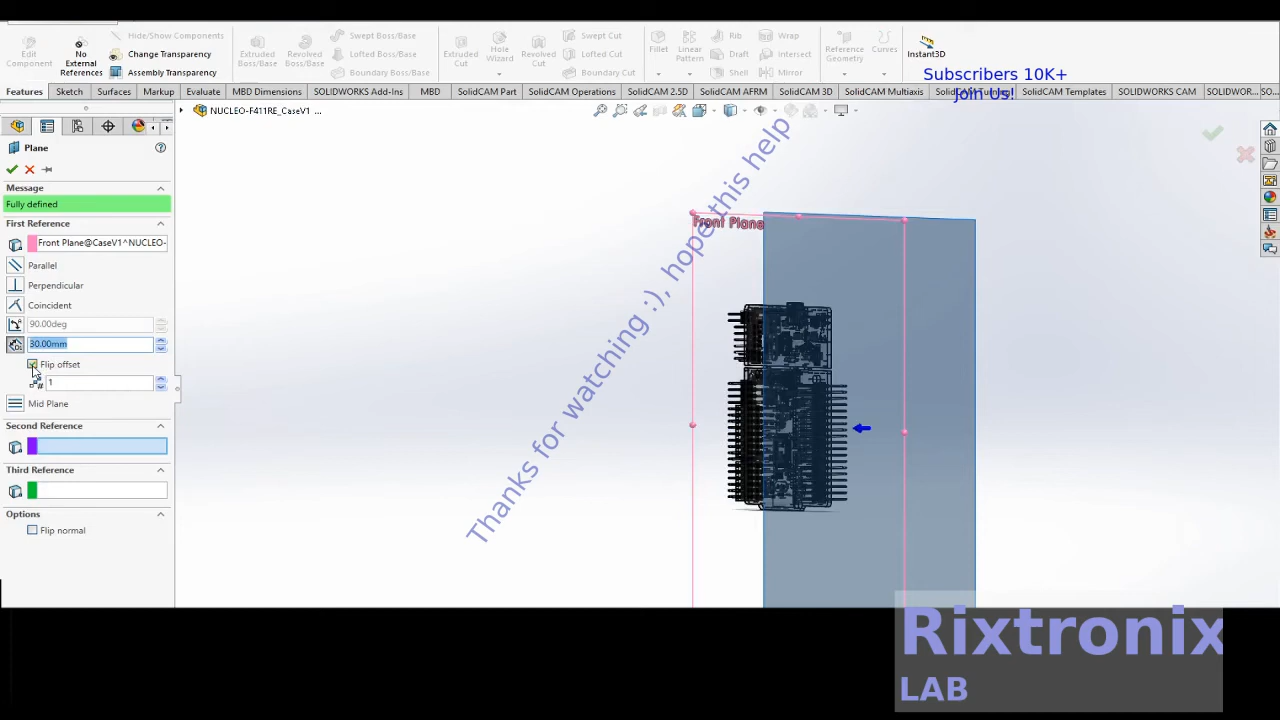 Hide/Show Components
Change Transparency
Assembly Transparency
Edit
Component
No
External
References
Extruded
Boss/Base
Revolved
Boss/Base
Swept Boss/Base
Lofted Boss/Base
Boundary Boss/Base
Extruded
Cut
Hole
Wizard
Revolved
Cut
Swept Cut
Lofted Cut
Boundary Cut
Fillet
Linear
Pattern
Rib
Draft
Shell
Wrap
Intersect
Mirror
Reference
Geometry
Curves
Instant3D
Subscribers 10K+
Join Us!
Features
Sketch
Surfaces
Markup
Evaluate
MBD Dimensions
SOLIDWORKS Add-Ins
MBD
SolidCAM Part
SolidCAM Operations
SolidCAM 2.5D
SolidCAM AFRM
SolidCAM 3D
SolidCAM Multiaxis
SolidCAM Templates
SOLIDWORKS CAM
SOLIDWOR...
SO
NUCLEO-F411RE_CaseV1 ...
Plane
Message
Fully defined
First Reference
Front Plane@CaseV1^NUCLEO-
Parallel
Perpendicular
Coincident
90.00deg
30.00mm
Flip offset
1
Mid Plane
Second Reference
Third Reference
Options
Flip normal
Front Plane
Thanks for watching :), hope this help
Rixtronix
LAB